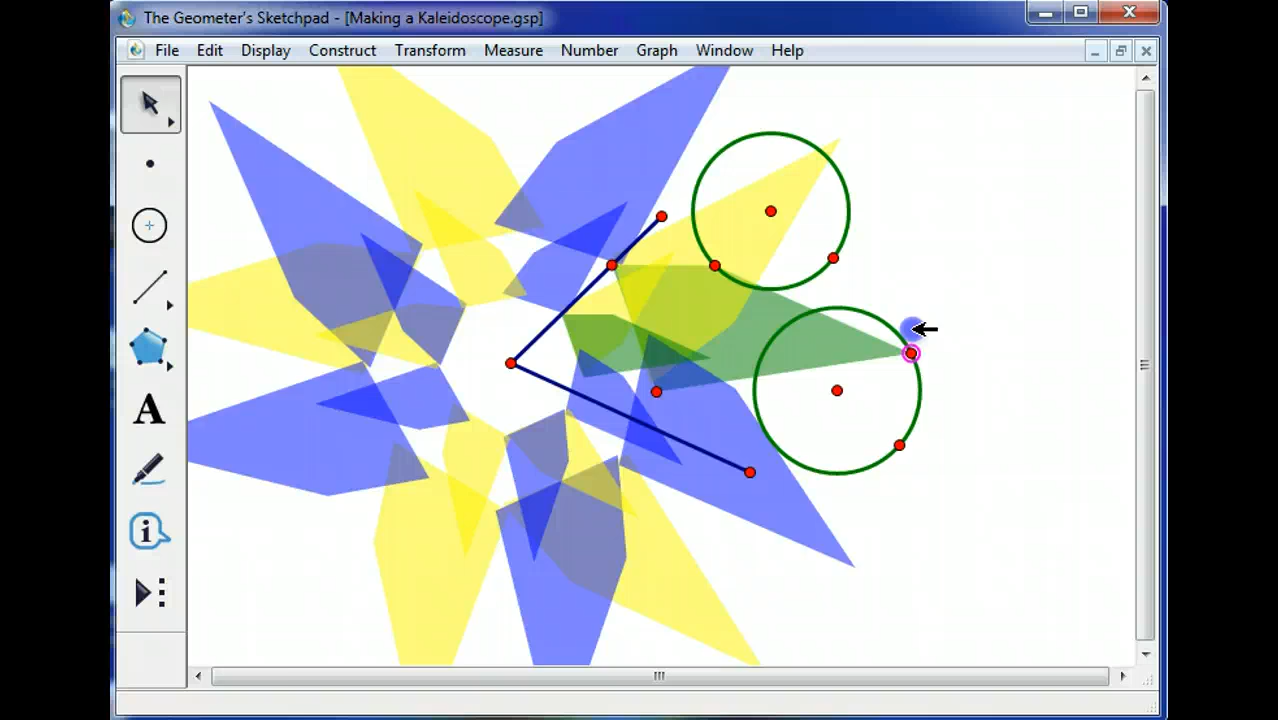 The Geometer's Sketchpad - [Making a Kaleidoscope.gsp]
File Edit Display Construct Transform Measure Number Graph Window Help
A
i